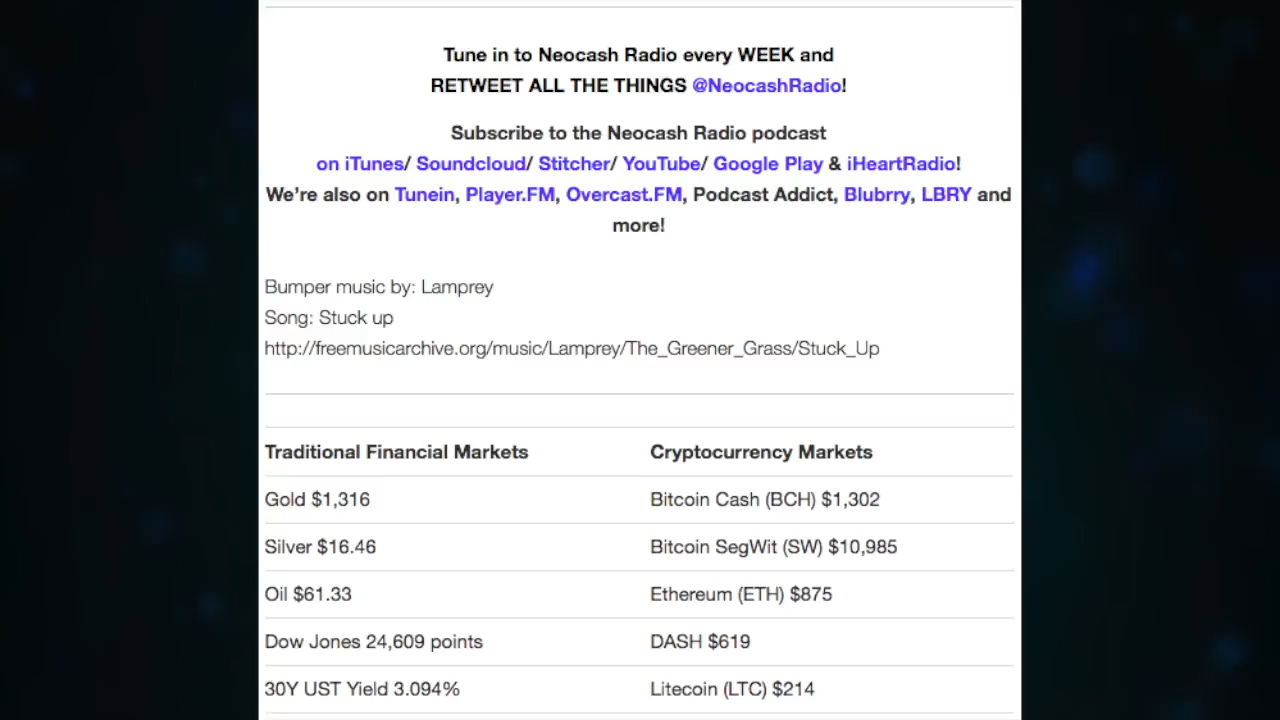 Tune in to Neocash Radio every WEEK and
RETWEET ALL THE THINGS @NeocashRadio!
Subscribe to the Neocash Radio podcast
on iTunes/ Soundcloud/ Stitcher/ YouTube/ Google Play & iHeartRadio!
We’re also on Tunein, Player.FM, Overcast.FM, Podcast Addict, Blubrry, LBRY and
more!
Bumper music by: Lamprey
Song: Stuck up
http://freemusicarchive.org/music/Lamprey/The_Greener_Grass/Stuck_Up
Traditional Financial Markets Cryptocurrency Markets
Gold $1,316 Bitcoin Cash (BCH) $1,302
Silver $16.46 Bitcoin SegWit (SW) $10,985
Oil $61.33 Ethereum (ETH) $875
Dow Jones 24,609 points DASH $619
30Y UST Yield 3.094% Litecoin (LTC) $214